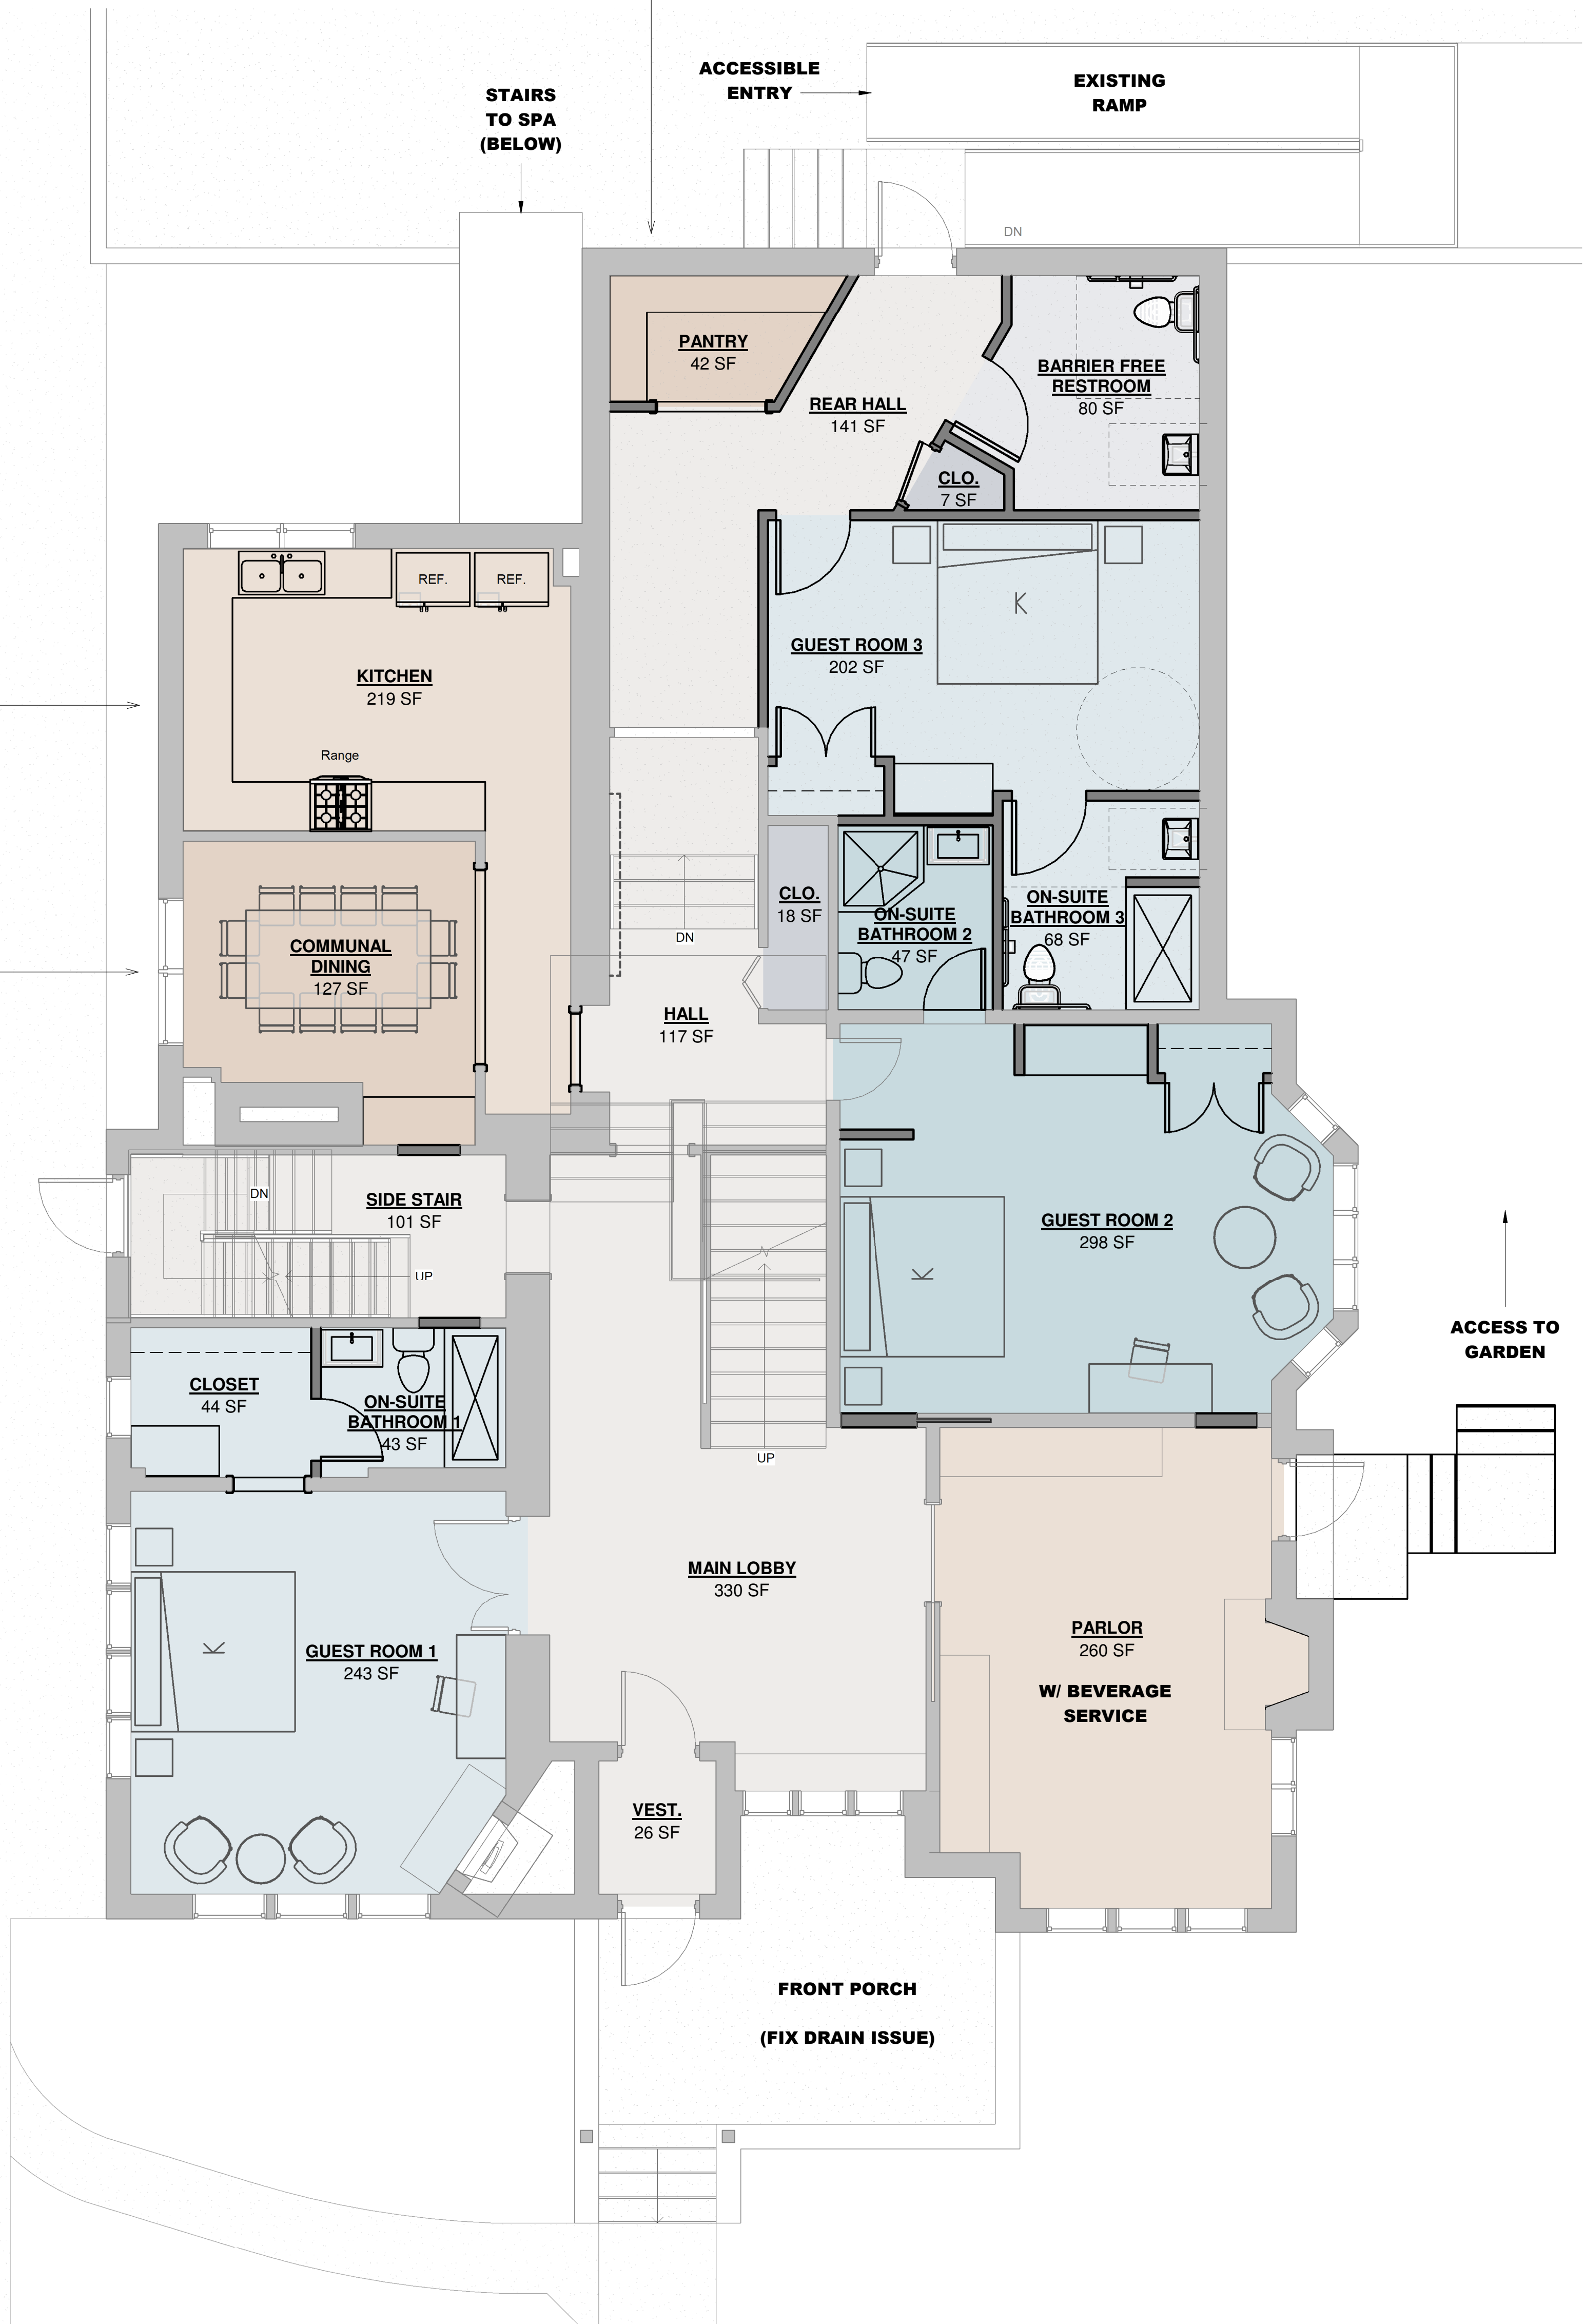 ACCESSIBLE
ENTRY
EXISTING
RAMP
STAIRS
TO SPA
(BELOW)
DN
PANTRY
42 SF
BARRIER FREE
RESTROOM
80 SF
REAR HALL
141 SF
CLO.
7 SF
REF.
REF.
K
GUEST ROOM 3
202 SF
KITCHEN
219 SF
Range
CLO.
18 SF
ON-SUITE
BATHROOM 2
47 SF
ON-SUITE
BATHROOM 3
68 SF
DN
COMMUNAL
DINING
127 SF
HALL
117 SF
DN
SIDE STAIR
101 SF
UP
GUEST ROOM 2
298 SF
K
ACCESS TO
GARDEN
CLOSET
44 SF
ON-SUITE
BATHROOM 1
43 SF
UP
MAIN LOBBY
330 SF
K
GUEST ROOM 1
243 SF
PARLOR
260 SF
W/ BEVERAGE
SERVICE
VEST.
26 SF
FRONT PORCH
(FIX DRAIN ISSUE)